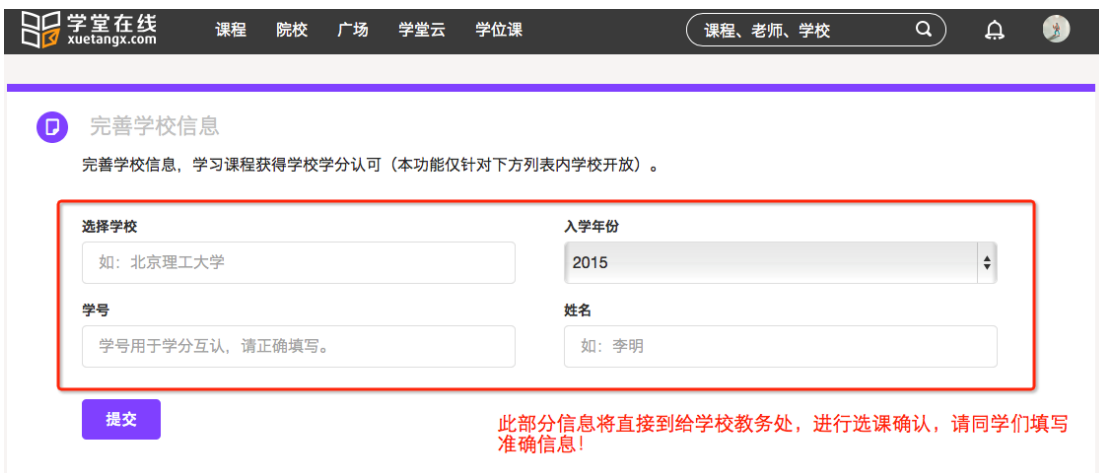 学堂在线
xuetangx.com
课程 院校 广场 学堂云 学位课 课程、老师、学校
完善学校信息
完善学校信息，学习课程获得学校学分认可（本功能仅针对下方列表内学校开放）。
选择学校 入学年份
如：北京理工大学 2015
学号 姓名
学号用于学分互认，请正确填写。 如：李明
提交
此部分信息将直接到给学校教务处，进行选课确认，请同学们填写
准确信息！